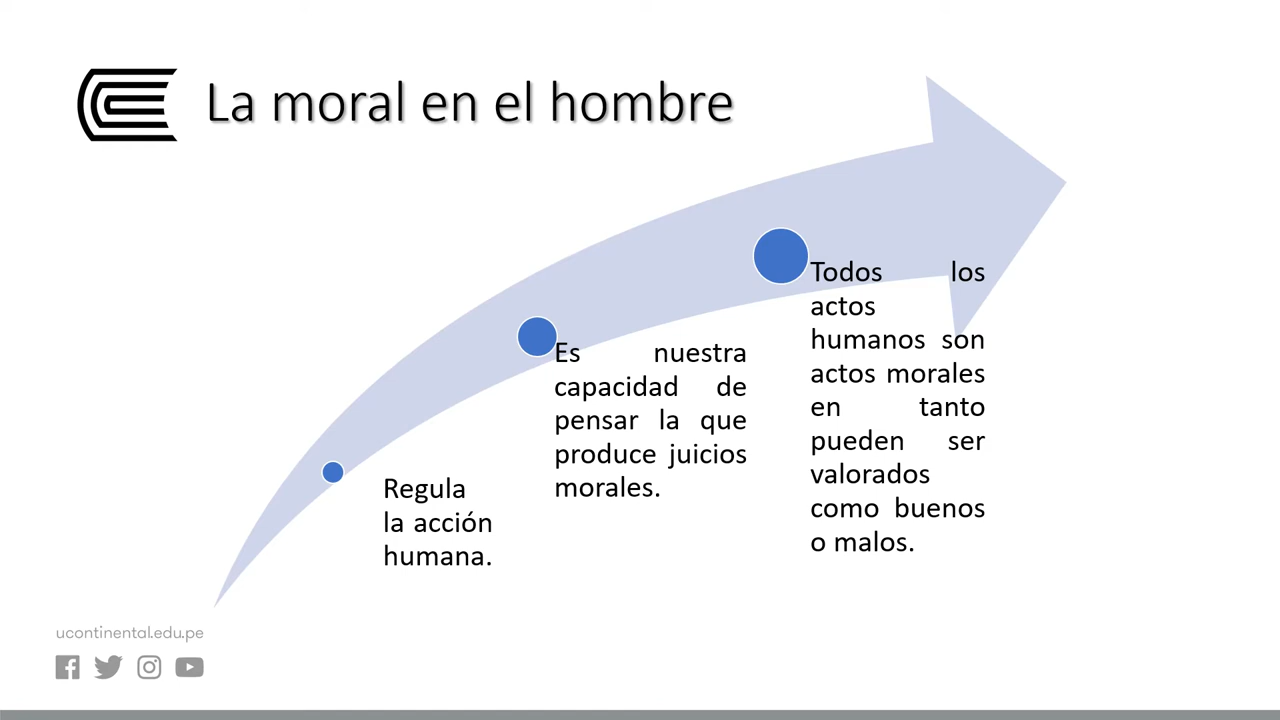 La moral en el hombre
Regula
la acción
humana.
Es nuestra
capacidad de
pensar la que
produce juicios
morales.
Todos los
actos
humanos son
actos morales
en tanto
pueden ser
valorados
como buenos
o malos.
ucontinental.edu.pe